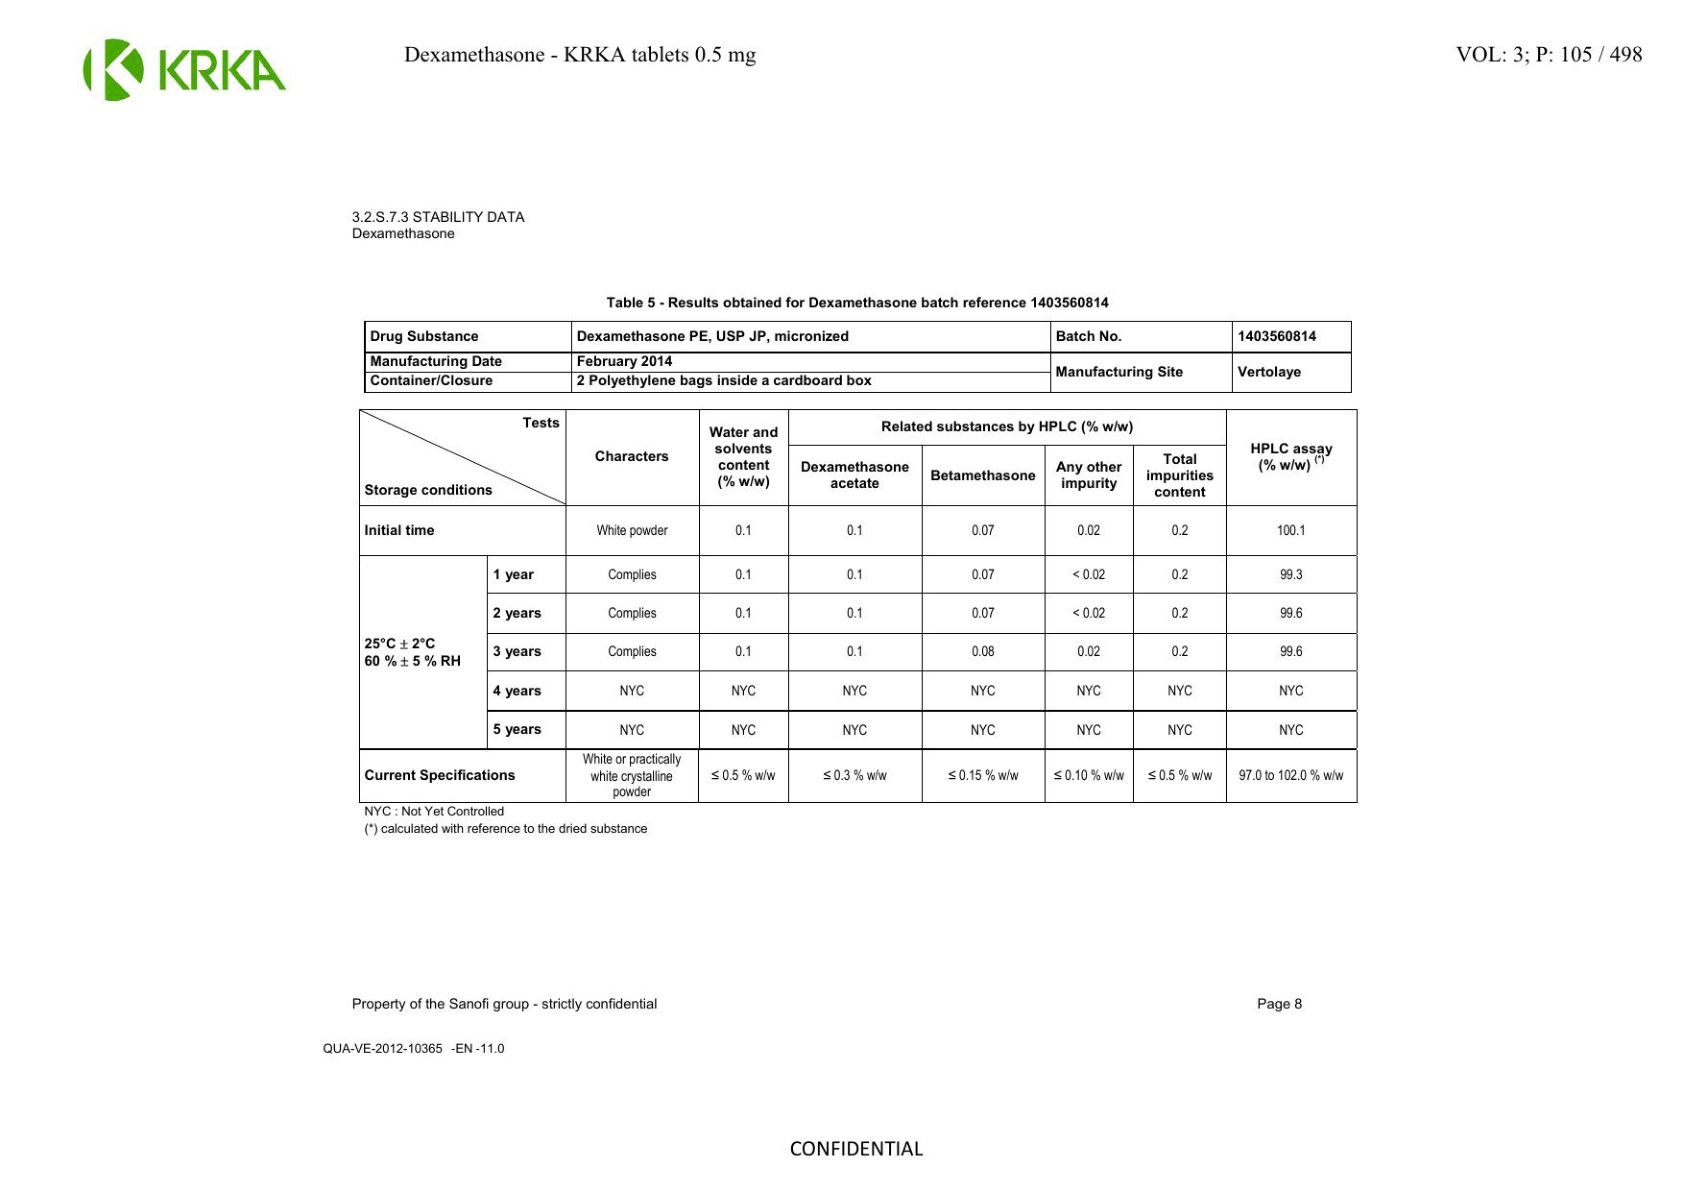 KRKA
Dexamethasone - KRKA tablets 0.5 mg
VOL: 3; P: 105 / 498
3.2.S.7.3 STABILITY DATA
Dexamethasone
Table 5 - Results obtained for Dexamethasone batch reference 1403560814
Drug Substance Dexamethasone PE, USP JP, micronized Batch No. 1403560814
Manufacturing Date February 2014
Manufacturing Site Vertolaye
Container/Closure 2 Polyethylene bags inside a cardboard box
Tests
Storage conditions
Characters
Water and
solvents
content
(% w/w)
Related substances by HPLC (% w/w)
Dexamethasone
acetate
Betamethasone
Any other
impurity
Total
impurities
content
HPLC assay
(% w/w) (*)
Initial time White powder 0.1 0.1 0.07 0.02 0.2 100.1
25°C ± 2°C
60 % ± 5 % RH
1 year Complies 0.1 0.1 0.07 < 0.02 0.2 99.3
2 years Complies 0.1 0.1 0.07 < 0.02 0.2 99.6
3 years Complies 0.1 0.1 0.08 0.02 0.2 99.6
4 years NYC NYC NYC NYC NYC NYC NYC
5 years NYC NYC NYC NYC NYC NYC NYC
Current Specifications
White or practically
white crystalline
powder
≤ 0.5 % w/w ≤ 0.3 % w/w ≤ 0.15 % w/w ≤ 0.10 % w/w ≤ 0.5 % w/w 97.0 to 102.0 % w/w
NYC : Not Yet Controlled
(*) calculated with reference to the dried substance
Property of the Sanofi group - strictly confidential
Page 8
QUA-VE-2012-10365 -EN -11.0
CONFIDENTIAL